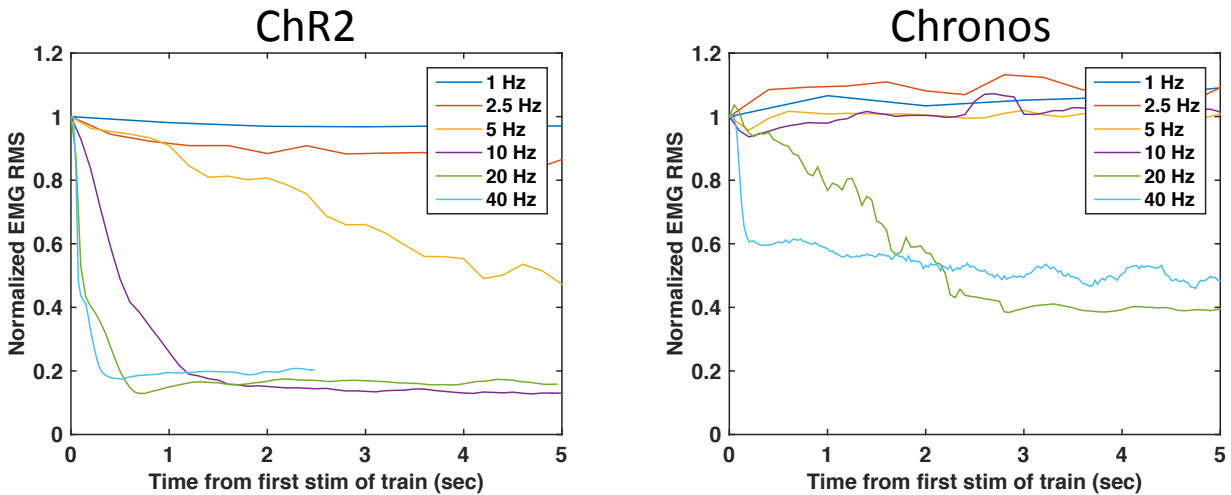 ChR2
Normalized EMG RMS
1.2
1
0.8
0.6
0.4
0.2
0
1 Hz
2.5 Hz
5 Hz
10 Hz
20 Hz
40 Hz
0 1 2 3 4 5
Time from first stim of train (sec)
Chronos
Normalized EMG RMS
1.2
1
0.8
0.6
0.4
0.2
0
1 Hz
2.5 Hz
5 Hz
10 Hz
20 Hz
40 Hz
0 1 2 3 4 5
Time from first stim of train (sec)